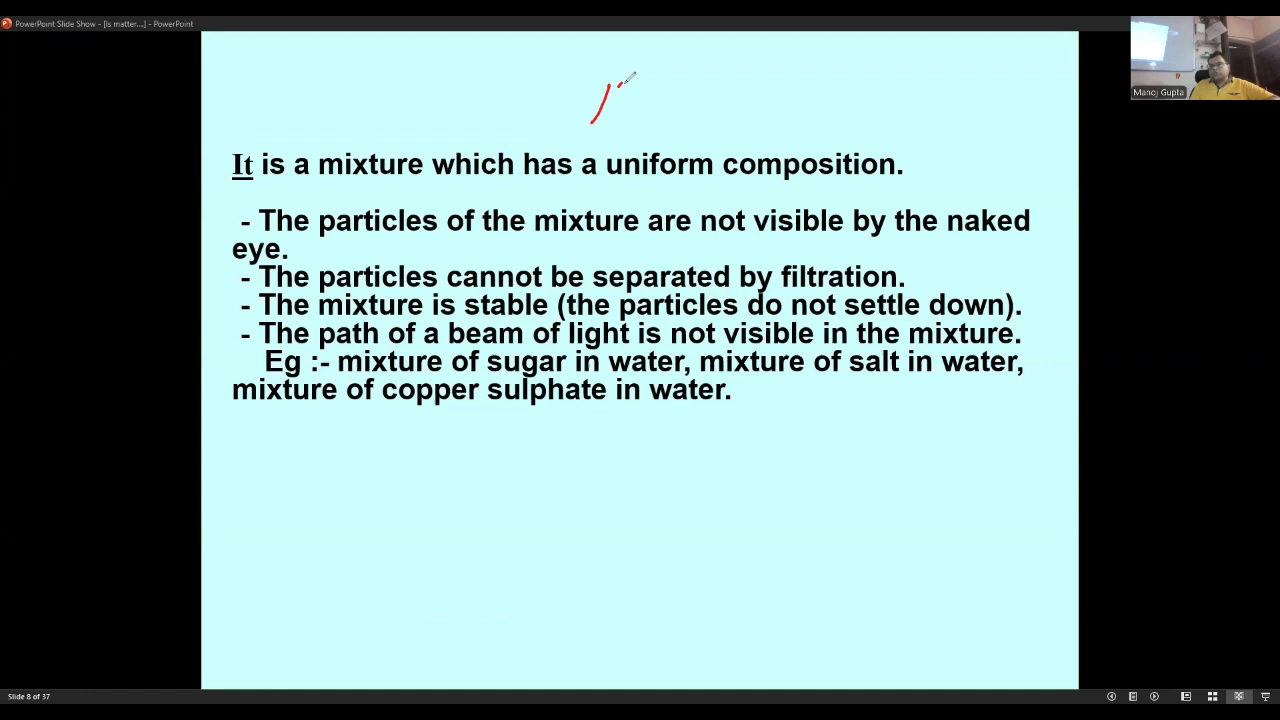 PowerPoint Slide Show - [Is matter...] - PowerPoint
Manoj Gupta
It is a mixture which has a uniform composition.
- The particles of the mixture are not visible by the naked
eye.
- The particles cannot be separated by filtration.
- The mixture is stable (the particles do not settle down).
- The path of a beam of light is not visible in the mixture.
Eg :- mixture of sugar in water, mixture of salt in water,
mixture of copper sulphate in water.
Slide 8 of 37